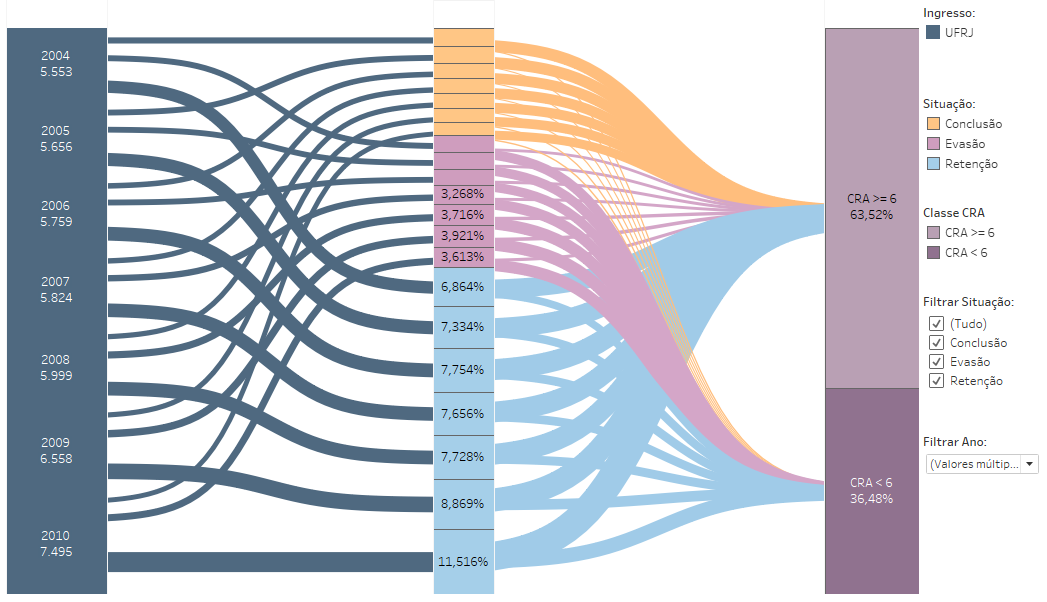 2004
5.553
2005
5.656
2006
5.759
2007
5.824
2008
5.999
2009
6.558
2010
7.495
3,268%
3,716%
3,921%
3,613%
6,864%
7,334%
7,754%
7,656%
7,728%
8,869%
11,516%
CRA >= 6
63,52%
CRA < 6
36,48%
Ingresso:
UFRJ
Situação:
Conclusão
Evasão
Retenção
Classe CRA
CRA >= 6
CRA < 6
Filtrar Situação:
(Tudo)
Conclusão
Evasão
Retenção
Filtrar Ano:
(Valores múltip...